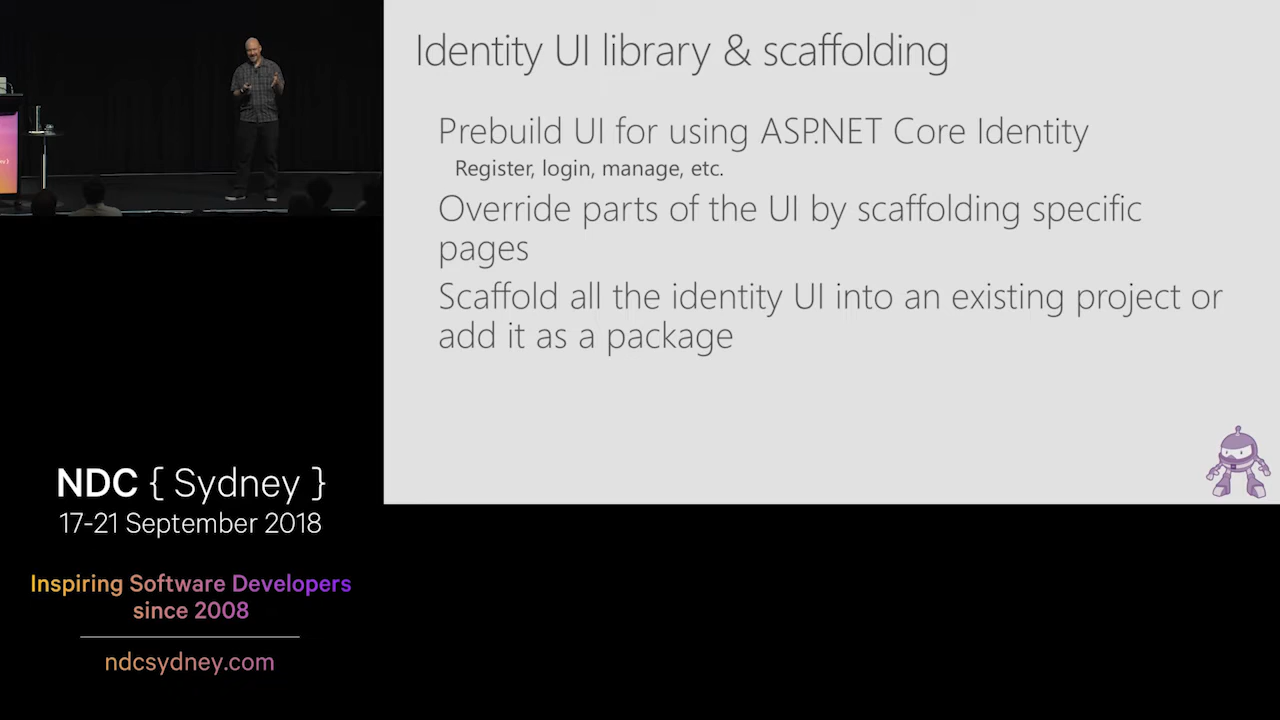 Identity UI library & scaffolding
Prebuild UI for using ASP.NET Core Identity
Register, login, manage, etc.
Override parts of the UI by scaffolding specific
pages
Scaffold all the identity UI into an existing project or
add it as a package
NDC { Sydney }
17-21 September 2018
Inspiring Software Developers
since 2008
ndcsydney.com